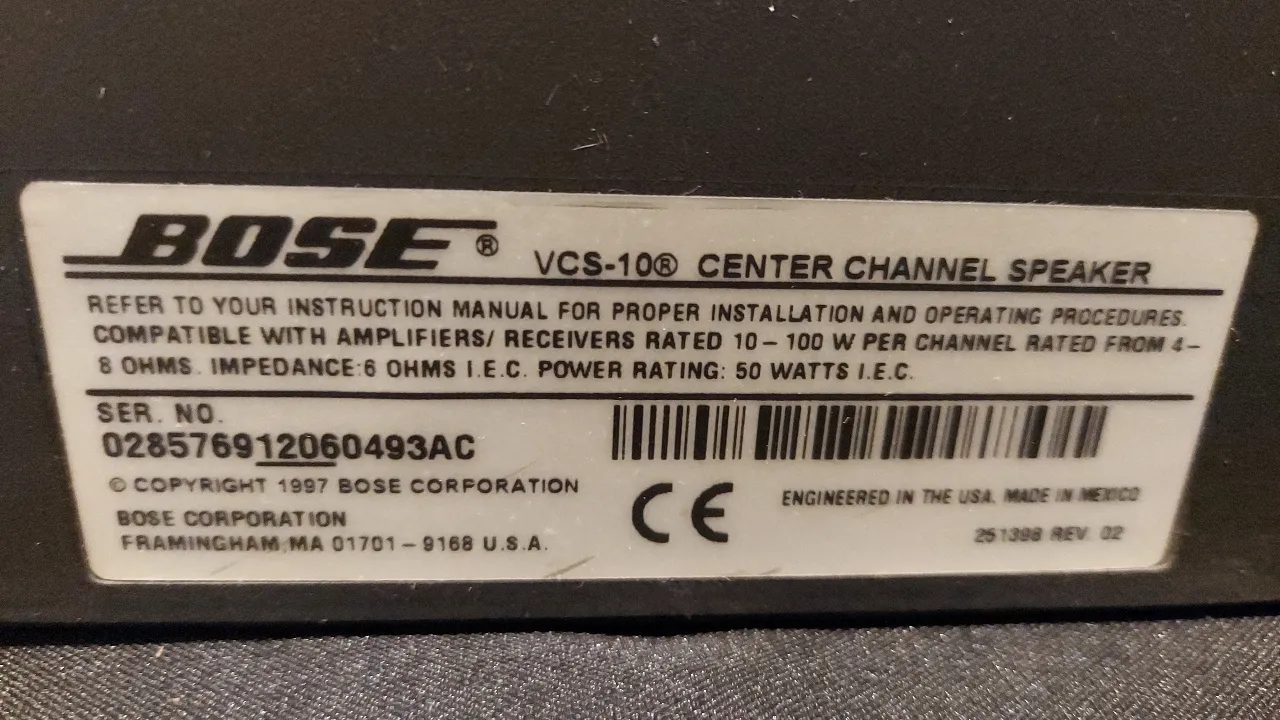 BOSE®
VCS-10® CENTER CHANNEL SPEAKER
REFER TO YOUR INSTRUCTION MANUAL FOR PROPER INSTALLATION AND OPERATING PROCEDURES.
COMPATIBLE WITH AMPLIFIERS/ RECEIVERS RATED 10 – 100 W PER CHANNEL RATED FROM 4 –
8 OHMS. IMPEDANCE:6 OHMS I.E.C. POWER RATING: 50 WATTS I.E.C.
SER. NO.
028576912060493AC
© COPYRIGHT 1997 BOSE CORPORATION
BOSE CORPORATION
FRAMINGHAM, MA 01701 – 9168 U.S.A.
CE
ENGINEERED IN THE USA. MADE IN MEXICO
251398 REV. 02